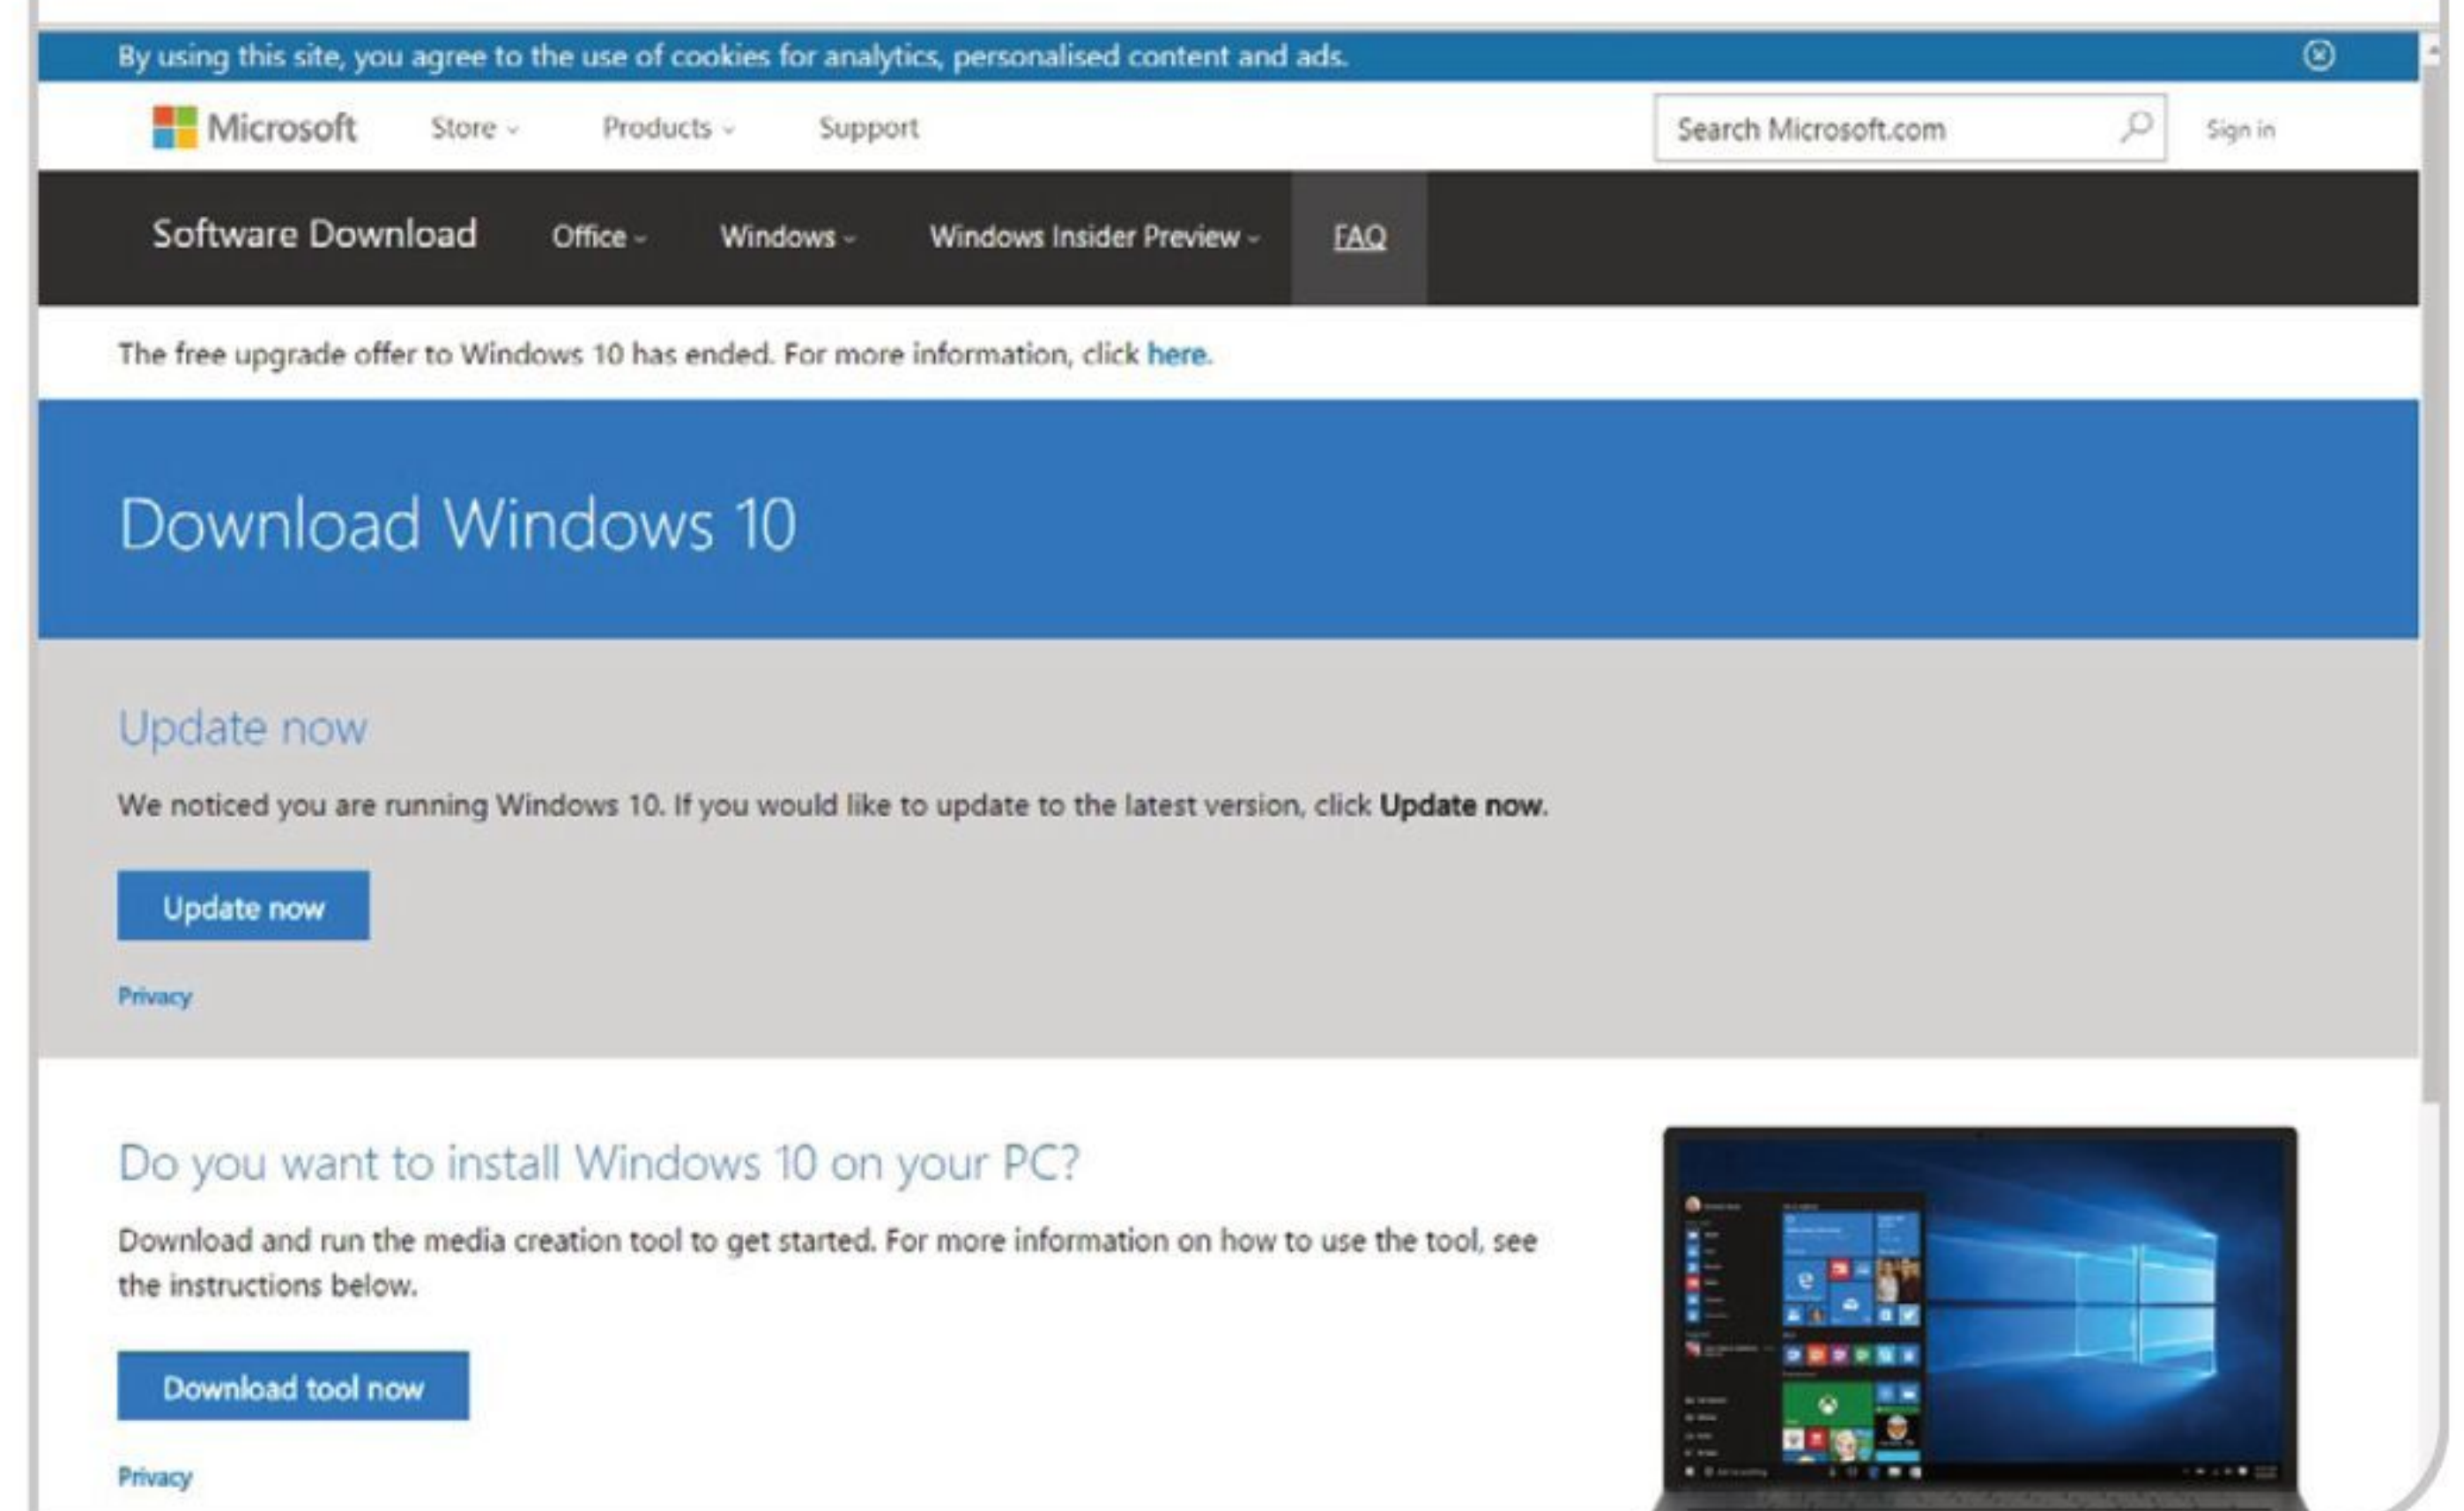 By using this site, you agree to the use of cookies for analytics, personalised content and ads.
Microsoft Store Products Support Search Microsoft.com Sign in
Software Download Office Windows Windows Insider Preview FAQ
The free upgrade offer to Windows 10 has ended. For more information, click here.
Download Windows 10
Update now
We noticed you are running Windows 10. If you would like to update to the latest version, click Update now.
Update now
Privacy
Do you want to install Windows 10 on your PC?
Download and run the media creation tool to get started. For more information on how to use the tool, see
the instructions below.
Download tool now
Privacy